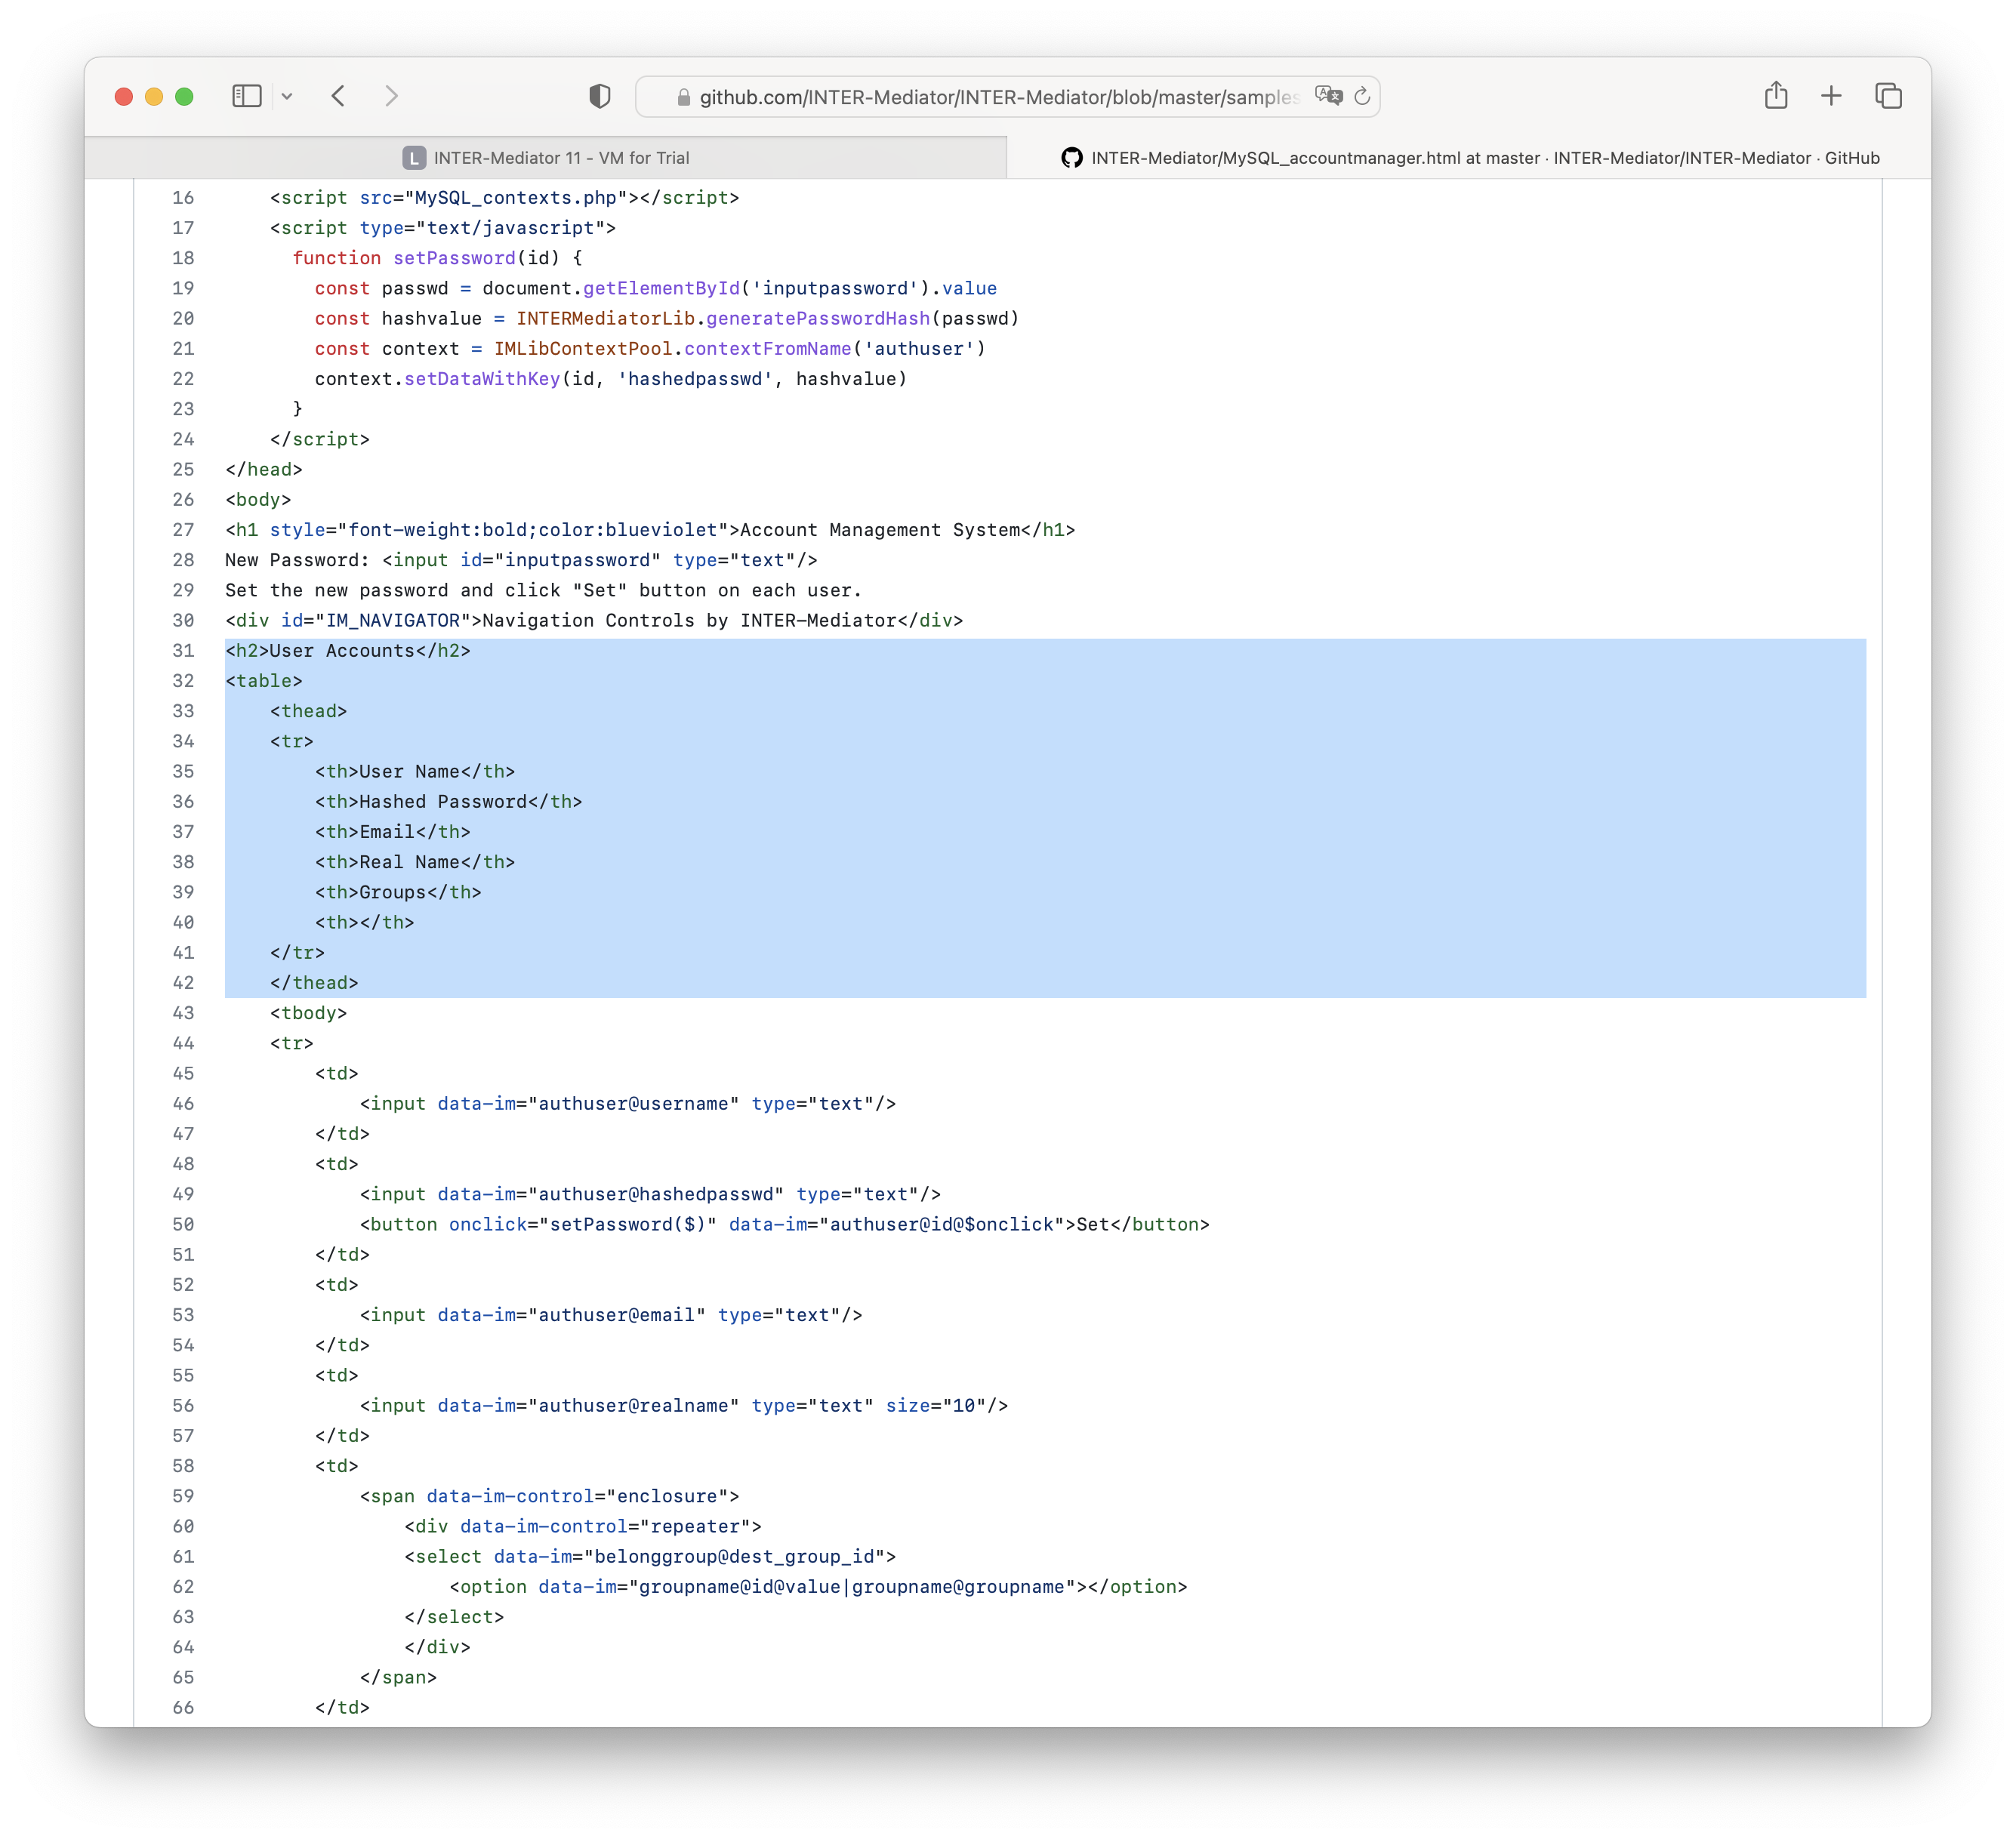 github.com/INTER-Mediator/INTER-Mediator/blob/master/samples
L INTER-Mediator 11 - VM for Trial
INTER-Mediator/MySQL_accountmanager.html at master · INTER-Mediator/INTER-Mediator · GitHub
16     <script src="MySQL_contexts.php"></script>
17     <script type="text/javascript">
18       function setPassword(id) {
19         const passwd = document.getElementById('inputpassword').value
20         const hashvalue = INTERMediatorLib.generatePasswordHash(passwd)
21         const context = IMLibContextPool.contextFromName('authuser')
22         context.setDataWithKey(id, 'hashedpasswd', hashvalue)
23       }
24     </script>
25 </head>
26 <body>
27 <h1 style="font-weight:bold;color:blueviolet">Account Management System</h1>
28 New Password: <input id="inputpassword" type="text"/>
29 Set the new password and click "Set" button on each user.
30 <div id="IM_NAVIGATOR">Navigation Controls by INTER-Mediator</div>
31 <h2>User Accounts</h2>
32 <table>
33     <thead>
34     <tr>
35         <th>User Name</th>
36         <th>Hashed Password</th>
37         <th>Email</th>
38         <th>Real Name</th>
39         <th>Groups</th>
40         <th></th>
41     </tr>
42     </thead>
43     <tbody>
44     <tr>
45         <td>
46             <input data-im="authuser@username" type="text"/>
47         </td>
48         <td>
49             <input data-im="authuser@hashedpasswd" type="text"/>
50             <button onclick="setPassword($)" data-im="authuser@id@$onclick">Set</button>
51         </td>
52         <td>
53             <input data-im="authuser@email" type="text"/>
54         </td>
55         <td>
56             <input data-im="authuser@realname" type="text" size="10"/>
57         </td>
58         <td>
59             <span data-im-control="enclosure">
60                 <div data-im-control="repeater">
61                 <select data-im="belonggroup@dest_group_id">
62                     <option data-im="groupname@id@value|groupname@groupname"></option>
63                 </select>
64                 </div>
65             </span>
66         </td>